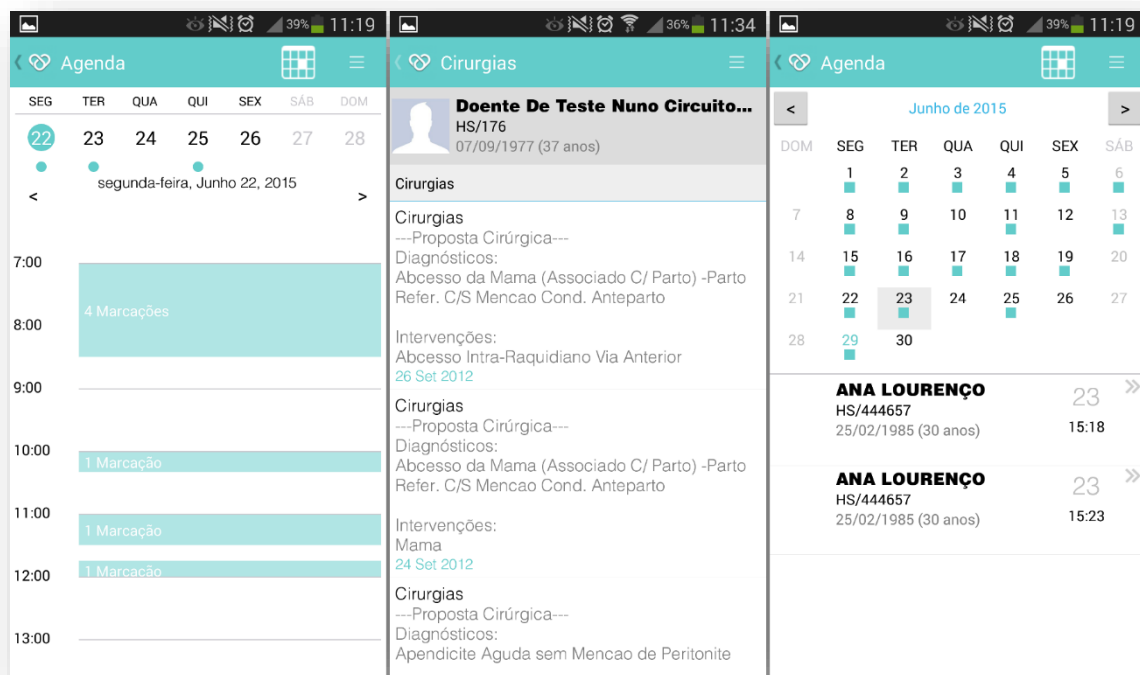 39% 11:19
Agenda
SEG TER QUA QUI SEX SÁB DOM
22 23 24 25 26 27 28
segunda-feira, Junho 22, 2015
< >
7:00
4 Marcações
8:00
9:00
10:00
1 Marcação
11:00
1 Marcação
1 Marcação
12:00
13:00
36% 11:34
Cirurgias
Doente De Teste Nuno Circuito...
HS/176
07/09/1977 (37 anos)
Cirurgias
Cirurgias
---Proposta Cirúrgica---
Diagnósticos:
Abcesso da Mama (Associado C/ Parto) -Parto
Refer. C/S Mencao Cond. Anteparto
Intervenções:
Abcesso Intra-Raquidiano Via Anterior
26 Set 2012
Cirurgias
---Proposta Cirúrgica---
Diagnósticos:
Abcesso da Mama (Associado C/ Parto) -Parto
Refer. C/S Mencao Cond. Anteparto
Intervenções:
Mama
24 Set 2012
Cirurgias
---Proposta Cirúrgica---
Diagnósticos:
Apendicite Aguda sem Mencao de Peritonite
39% 11:19
Agenda
< Junho de 2015 >
DOM SEG TER QUA QUI SEX SÁB
1 2 3 4 5 6
7 8 9 10 11 12 13
14 15 16 17 18 19 20
21 22 23 24 25 26 27
28 29 30
ANA LOURENÇO 23
HS/444657
25/02/1985 (30 anos) 15:18
ANA LOURENÇO 23
HS/444657
25/02/1985 (30 anos) 15:23